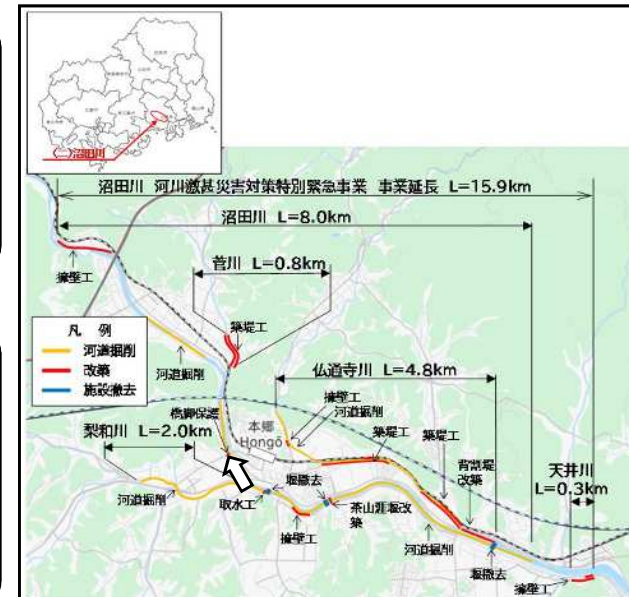 (二)沼田川
沼田川 河川激甚災害対策特別緊急事業 事業延長 L=15.9km
沼田川 L=8.0km
菅川 L=0.8km
擁壁工
築堤工
凡 例
河道掘削
改築
施設撤去
河道掘削
仏通寺川 L=4.8km
擁壁工
河道掘削
橋脚保護
本郷
Hongō
梨和川 L=2.0km
築堤工
築堤工
背割堤
改築
天井川
L=0.3km
河道掘削
取水工
堰撤去
茶山涯堰改
築
擁壁工
河道掘削
堰撤去
擁壁工